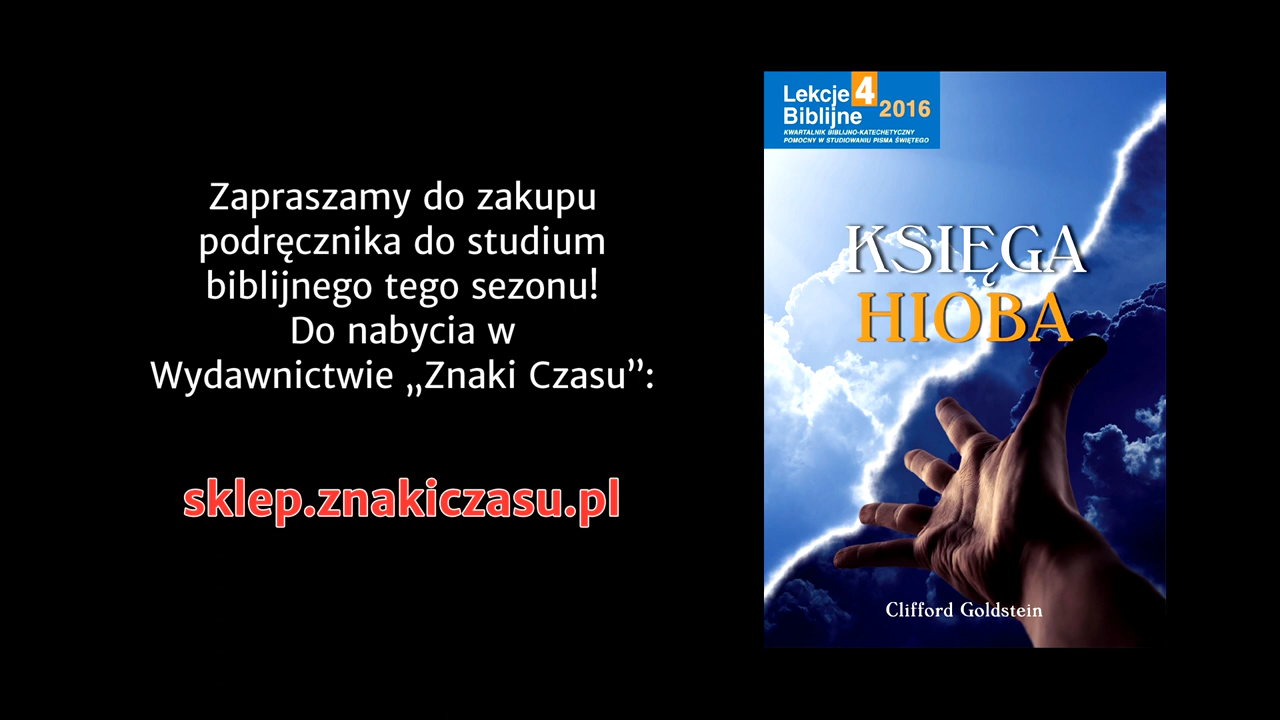 Zapraszamy do zakupu
podręcznika do studium
biblijnego tego sezonu!
Do nabycia w
Wydawnictwie „Znaki Czasu”:
sklep.znakiczasu.pl
Lekcje 4 2016
Biblijne
KWARTALNIK BIBLIJNO-KATECHETYCZNY
POMOCNY W STUDIOWANIU PISMA ŚWIĘTEGO
KSIĘGA
HIOBA
Clifford Goldstein